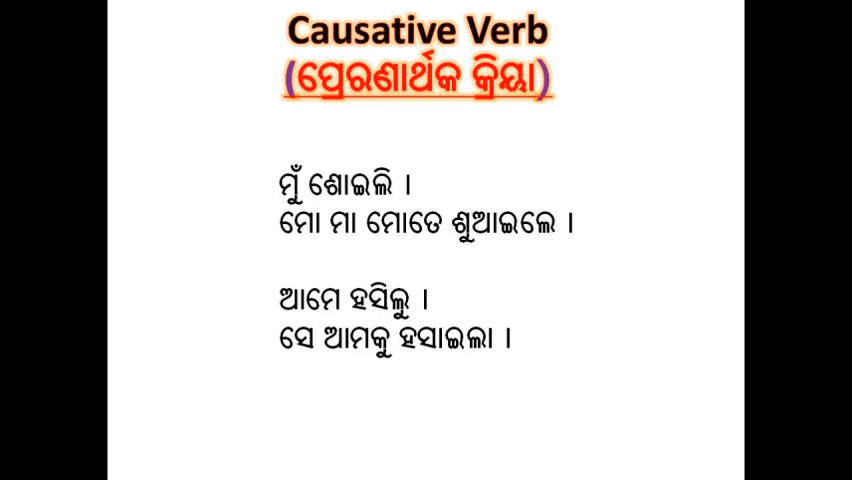 Causative Verb
(ପ୍ରେରଣାର୍ଥକ କ୍ରିୟା)
ମୁଁ ଶୋଇଲି ।
ମୋ ମା ମୋତେ ଶୁଆଇଲେ ।
ଆମେ ହସିଲୁ ।
ସେ ଆମକୁ ହସାଇଲା ।